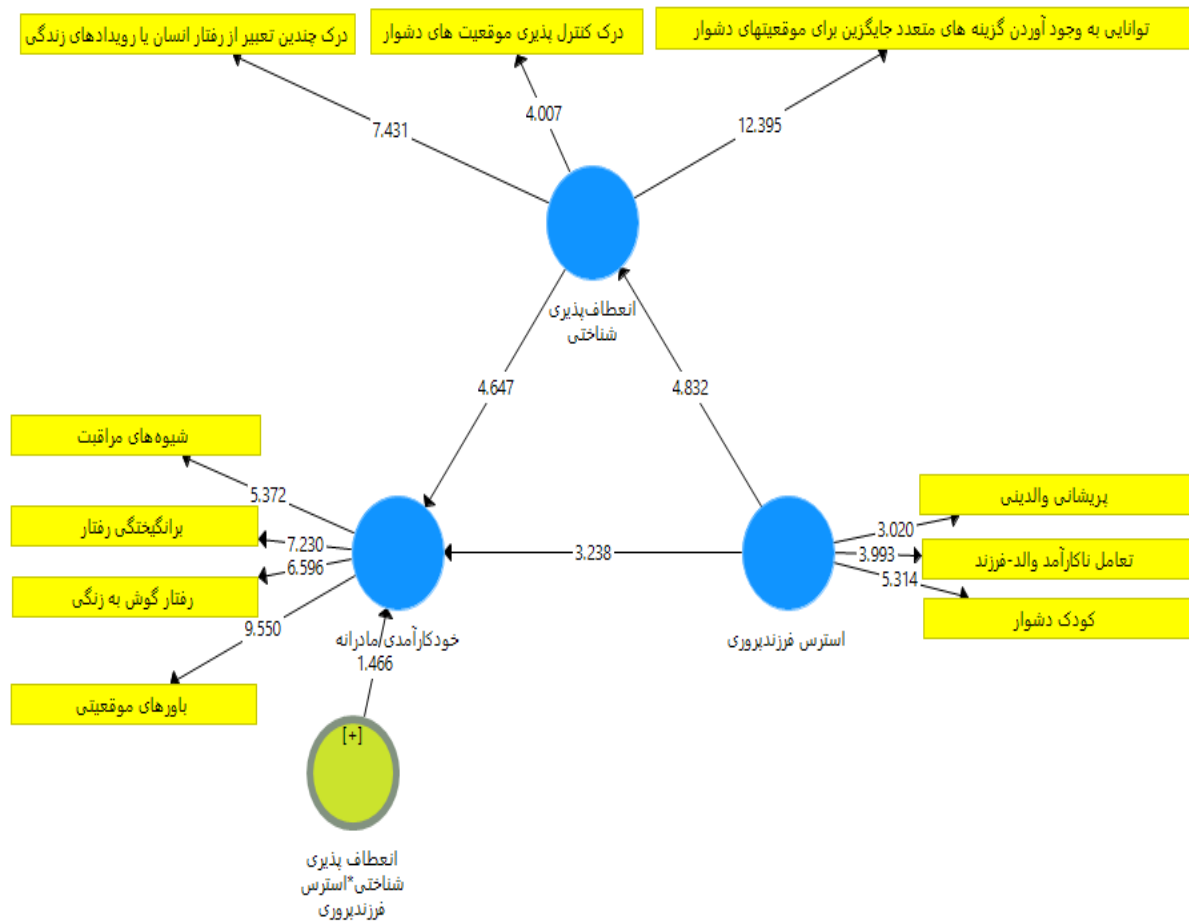 درک چندین تعبیر از رفتار انسان یا رویدادهای زندگی
درک کنترل پذیری موقعیت های دشوار
توانایی به وجود آوردن گزینه های متعدد جایگزین برای موقعیتهای دشوار
7.431
4.007
12.395
انعطاف‌پذیری
شناختی
4.647
4.832
شیوه‌های مراقبت
برانگیختگی رفتار
رفتار گوش به زنگی
باورهای موقعیتی
5.372
7.230
6.596
9.550
خودکارآمدی مادرانه
3.238
استرس فرزندپروری
3.020
3.993
5.314
پریشانی والدینی
تعامل ناکارآمد والد-فرزند
کودک دشوار
1.466
[+]
انعطاف پذیری
شناختی*استرس
فرزندپروری